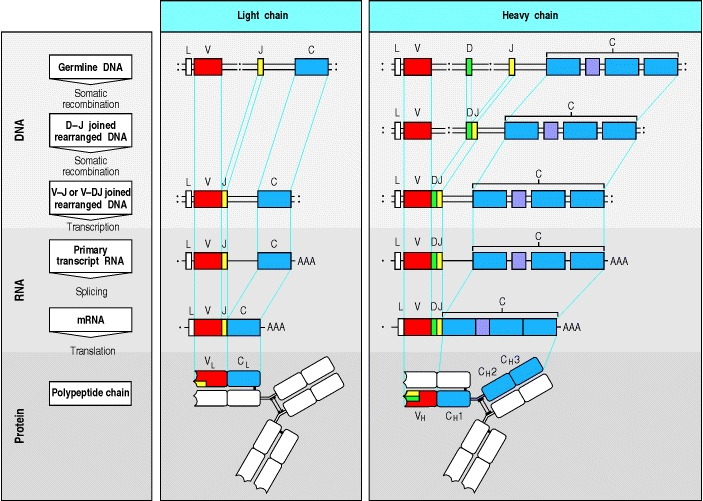 Light chain
Heavy chain
DNA
Germline DNA
L V J C
L V D J C
Somatic
recombination
D–J joined
rearranged DNA
L V DJ C
Somatic
recombination
V–J or V–DJ joined
rearranged DNA
L V J C
L V DJ C
Transcription
RNA
Primary
transcript RNA
L V J C
AAA
L V DJ C
AAA
Splicing
mRNA
L V J C
AAA
L V DJ C
AAA
Translation
Protein
Polypeptide chain
VL CL
CH2 CH3
VH CH1